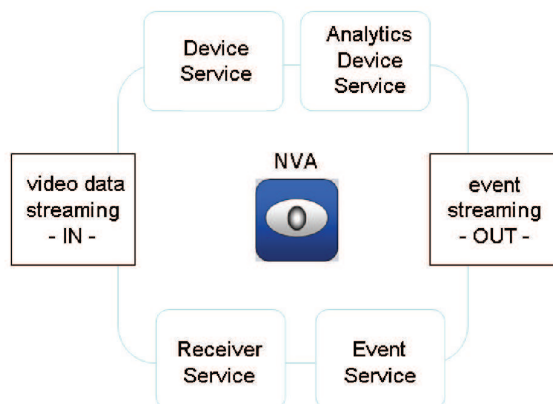 Device
Service
Analytics
Device
Service
NVA
video data
streaming
- IN -
event
streaming
- OUT -
Receiver
Service
Event
Service